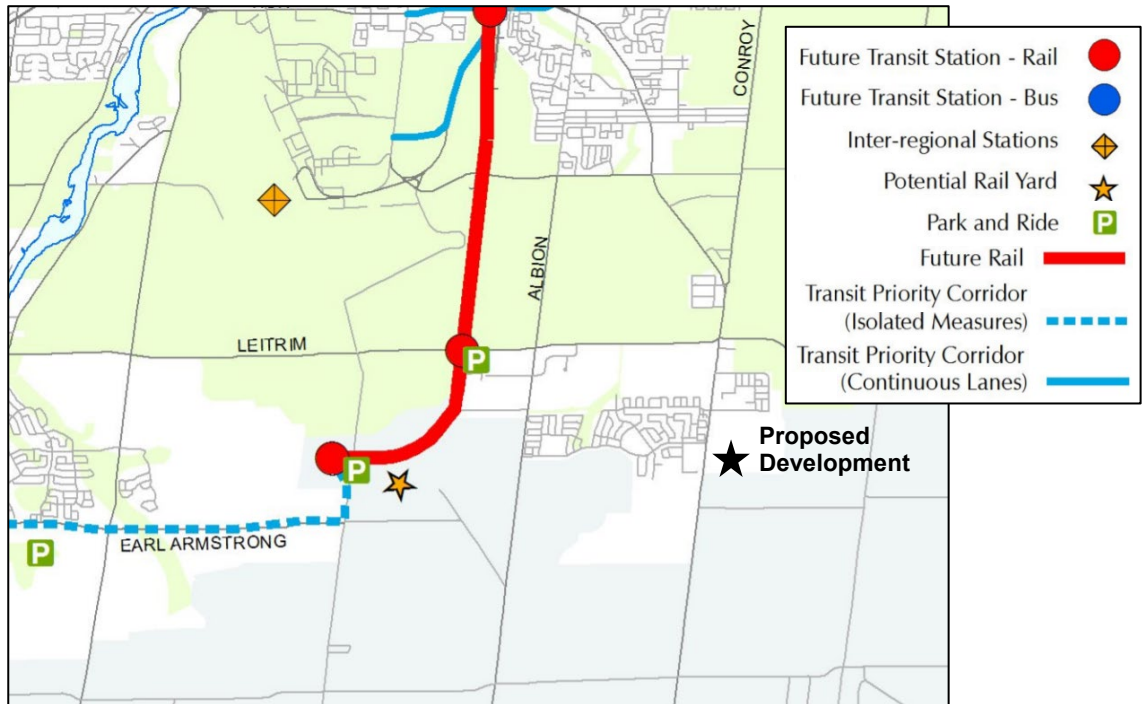 CONROY
ALBION
LEITRIM
EARL ARMSTRONG
P
P
P
Proposed
Development
Future Transit Station - Rail
Future Transit Station - Bus
Inter-regional Stations
Potential Rail Yard
Park and Ride P
Future Rail
Transit Priority Corridor
(Isolated Measures)
Transit Priority Corridor
(Continuous Lanes)